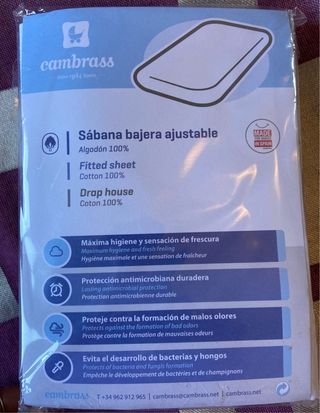 cambrass
since 1984 desde
Sábana bajera ajustable
Algodón 100%
Fitted sheet
Cotton 100%
Drap house
Coton 100%
MADE
IN SPAIN
Máxima higiene y sensación de frescura
Maximum hygiene and fresh feeling
Hygiène maximale et une sensation de fraîcheur
Protección antimicrobiana duradera
Lasting antimicrobial protection
Protection antimicrobienne durable
Proteje contra la formación de malos olores
Protects against the formation of bad odors
Protège contre la formation de mauvaises odeurs
Evita el desarrollo de bacterias y hongos
Protects of bacteria and fungis formation
Empêche le développement de bactéries et de champignons
cambrass T +34 962 912 965 | cambrass@cambrass.net | cambrass.net